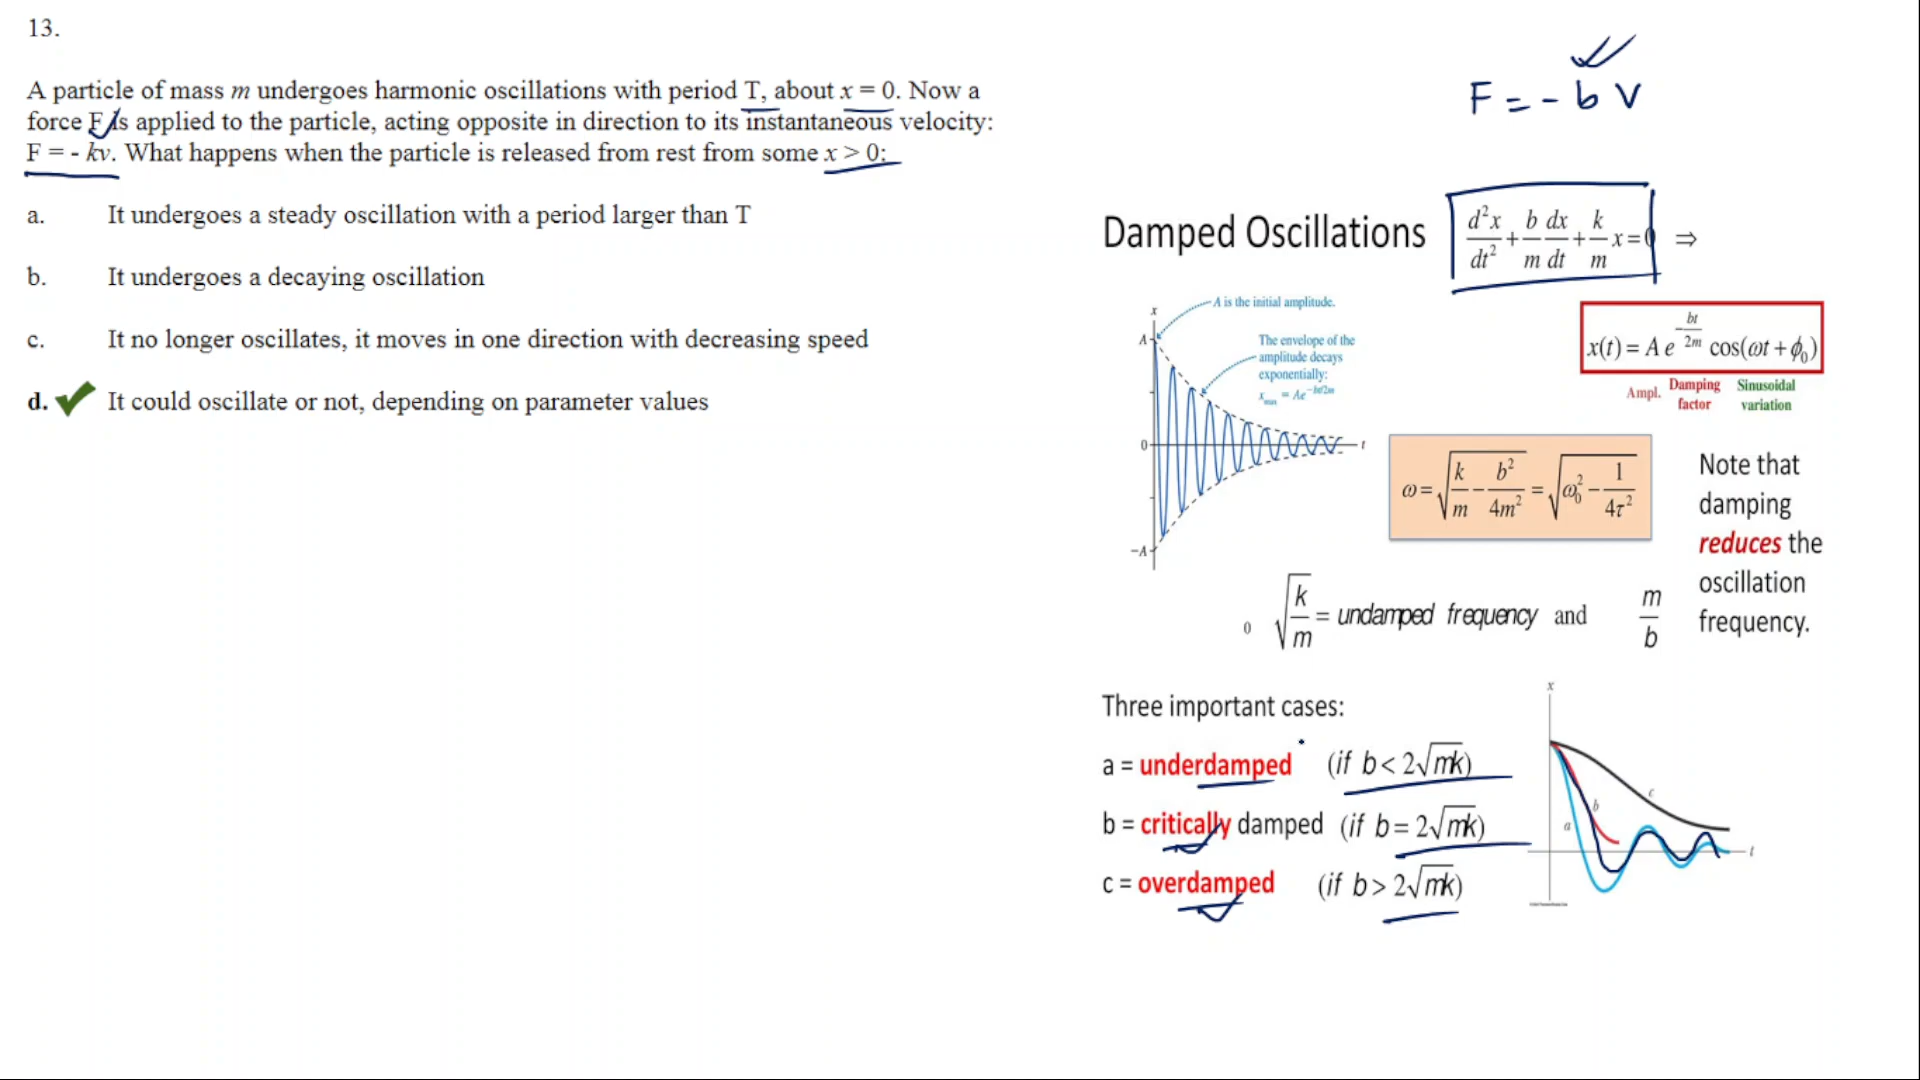 13.
A particle of mass m undergoes harmonic oscillations with period T, about x = 0. Now a
force F is applied to the particle, acting opposite in direction to its instantaneous velocity:
F = - kv. What happens when the particle is released from rest from some x > 0:
a. It undergoes a steady oscillation with a period larger than T
b. It undergoes a decaying oscillation
c. It no longer oscillates, it moves in one direction with decreasing speed
d. It could oscillate or not, depending on parameter values
F = - b v
Damped Oscillations d²x/dt² + b/m dx/dt + k/m x = 0 ⇒
x
A
0
-A
t
A is the initial amplitude.
The envelope of the
amplitude decays
exponentially:
xmax = Ae^(-bt/2m)
x(t) = A e^(-bt/2m) cos(ωt + ϕ₀)
Ampl. Damping factor Sinusoidal variation
ω = √(k/m - b²/4m²) = √(ω₀² - 1/4τ²)
Note that
damping
reduces the
oscillation
frequency.
0 √(k/m) = undamped frequency and m/b
Three important cases:
a = underdamped (if b < 2√mk)
b = critically damped (if b = 2√mk)
c = overdamped (if b > 2√mk)
x
a
b
c
t